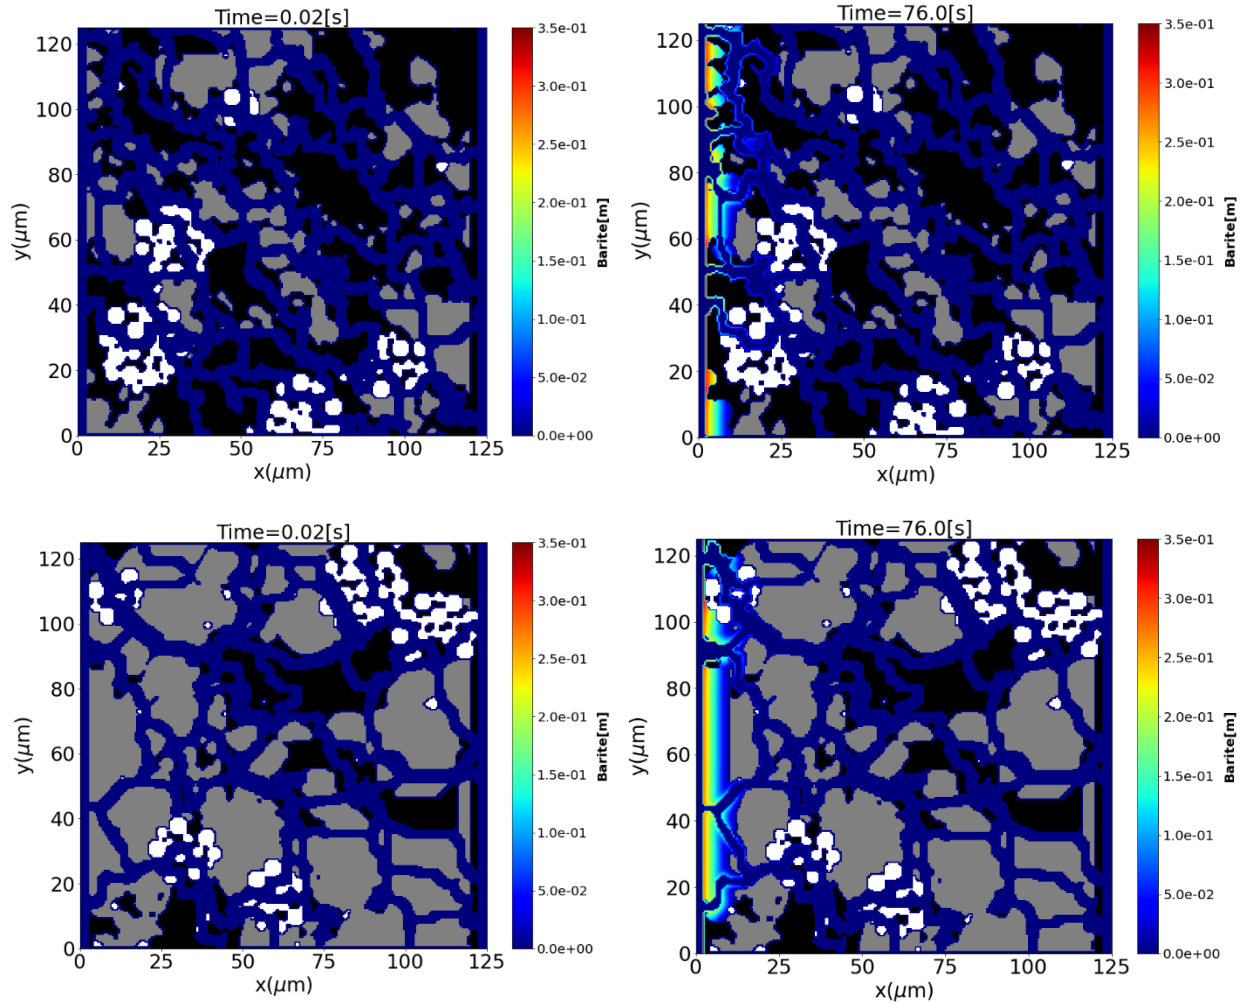 Time=0.02[s]
120
100
80
60
40
20
0
y(μm)
0
25
50
75
100
125
x(μm)
3.5e-01
3.0e-01
2.5e-01
2.0e-01
1.5e-01
1.0e-01
5.0e-02
0.0e+00
Barite[m]
Time=76.0[s]
120
100
80
60
40
20
0
y(μm)
0
25
50
75
100
125
x(μm)
3.5e-01
3.0e-01
2.5e-01
2.0e-01
1.5e-01
1.0e-01
5.0e-02
0.0e+00
Barite[m]
Time=0.02[s]
120
100
80
60
40
20
0
y(μm)
0
25
50
75
100
125
x(μm)
3.5e-01
3.0e-01
2.5e-01
2.0e-01
1.5e-01
1.0e-01
5.0e-02
0.0e+00
Barite[m]
Time=76.0[s]
120
100
80
60
40
20
0
y(μm)
0
25
50
75
100
125
x(μm)
3.5e-01
3.0e-01
2.5e-01
2.0e-01
1.5e-01
1.0e-01
5.0e-02
0.0e+00
Barite[m]